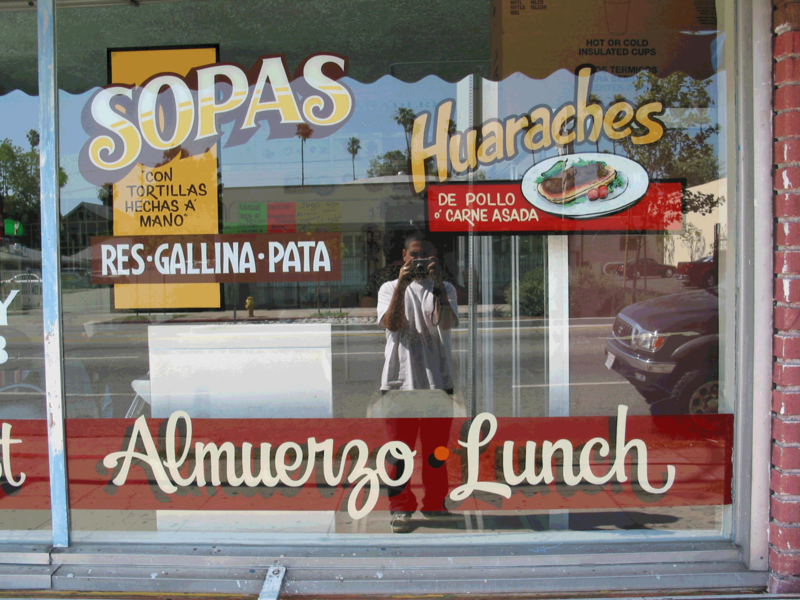 SOPAS
"CON
TORTILLAS
HECHAS A'
MANO"
RES·GALLINA·PATA
HOT OR COLD
INSULATED CUPS
Huaraches
DE POLLO
o' CARNE ASADA
Y
Almuerzo · Lunch